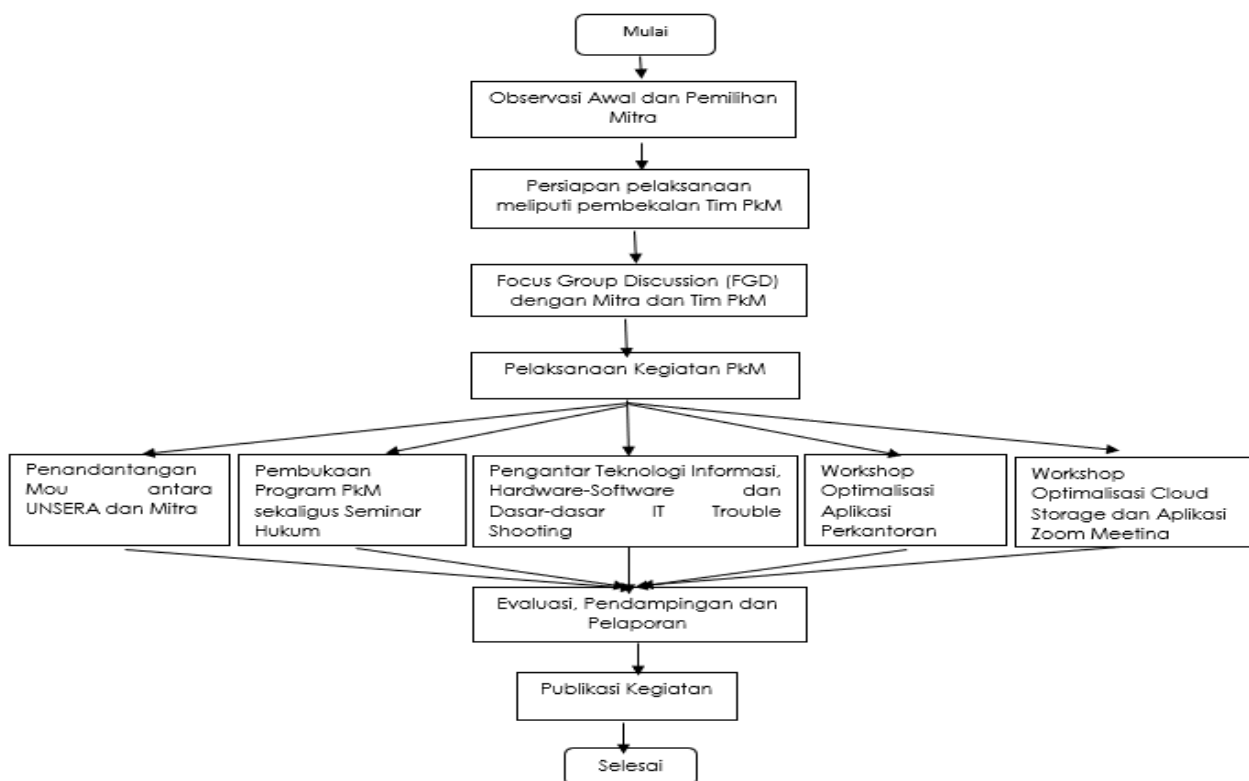 Mulai
Observasi Awal dan Pemilihan
Mitra
Persiapan pelaksanaan
meliputi pembekalan Tim PkM
Focus Group Discussion (FGD)
dengan Mitra dan Tim PkM
Pelaksanaan Kegiatan PkM
Penandantangan
Mou antara
UNSERA dan Mitra
Pembukaan
Program PkM
sekaligus Seminar
Hukum
Pengantar Teknologi Informasi,
Hardware-Software dan
Dasar-dasar IT Trouble
Shooting
Workshop
Optimalisasi
Aplikasi
Perkantoran
Workshop
Optimalisasi Cloud
Storage dan Aplikasi
Zoom Meeting
Evaluasi, Pendampingan dan
Pelaporan
Publikasi Kegiatan
Selesai